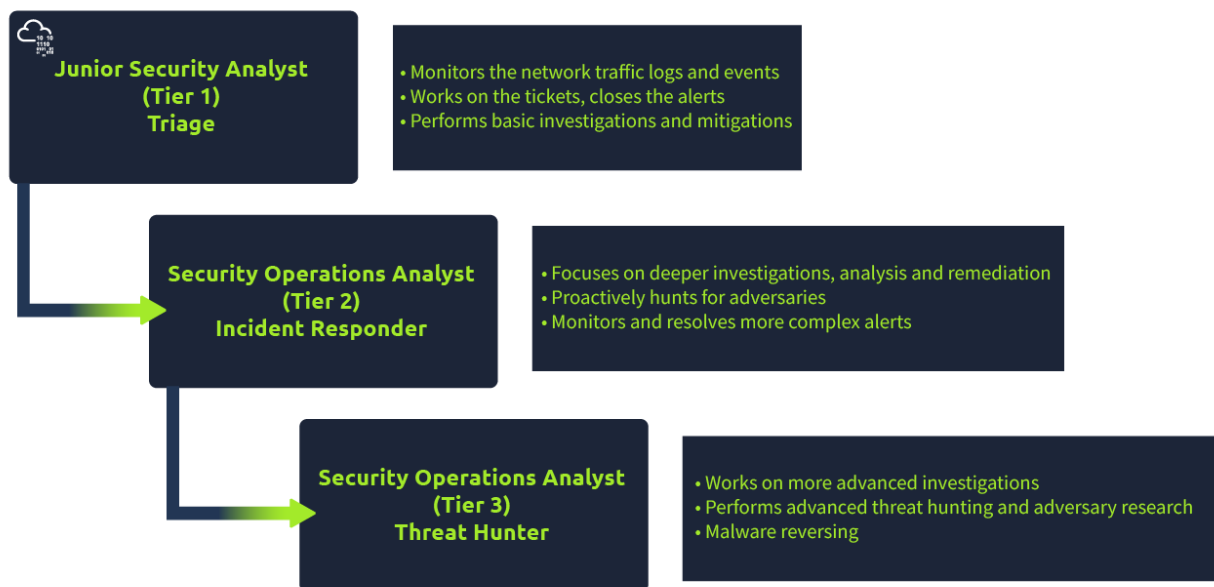 Junior Security Analyst
(Tier 1)
Triage
• Monitors the network traffic logs and events
• Works on the tickets, closes the alerts
• Performs basic investigations and mitigations
Security Operations Analyst
(Tier 2)
Incident Responder
• Focuses on deeper investigations, analysis and remediation
• Proactively hunts for adversaries
• Monitors and resolves more complex alerts
Security Operations Analyst
(Tier 3)
Threat Hunter
• Works on more advanced investigations
• Performs advanced threat hunting and adversary research
• Malware reversing